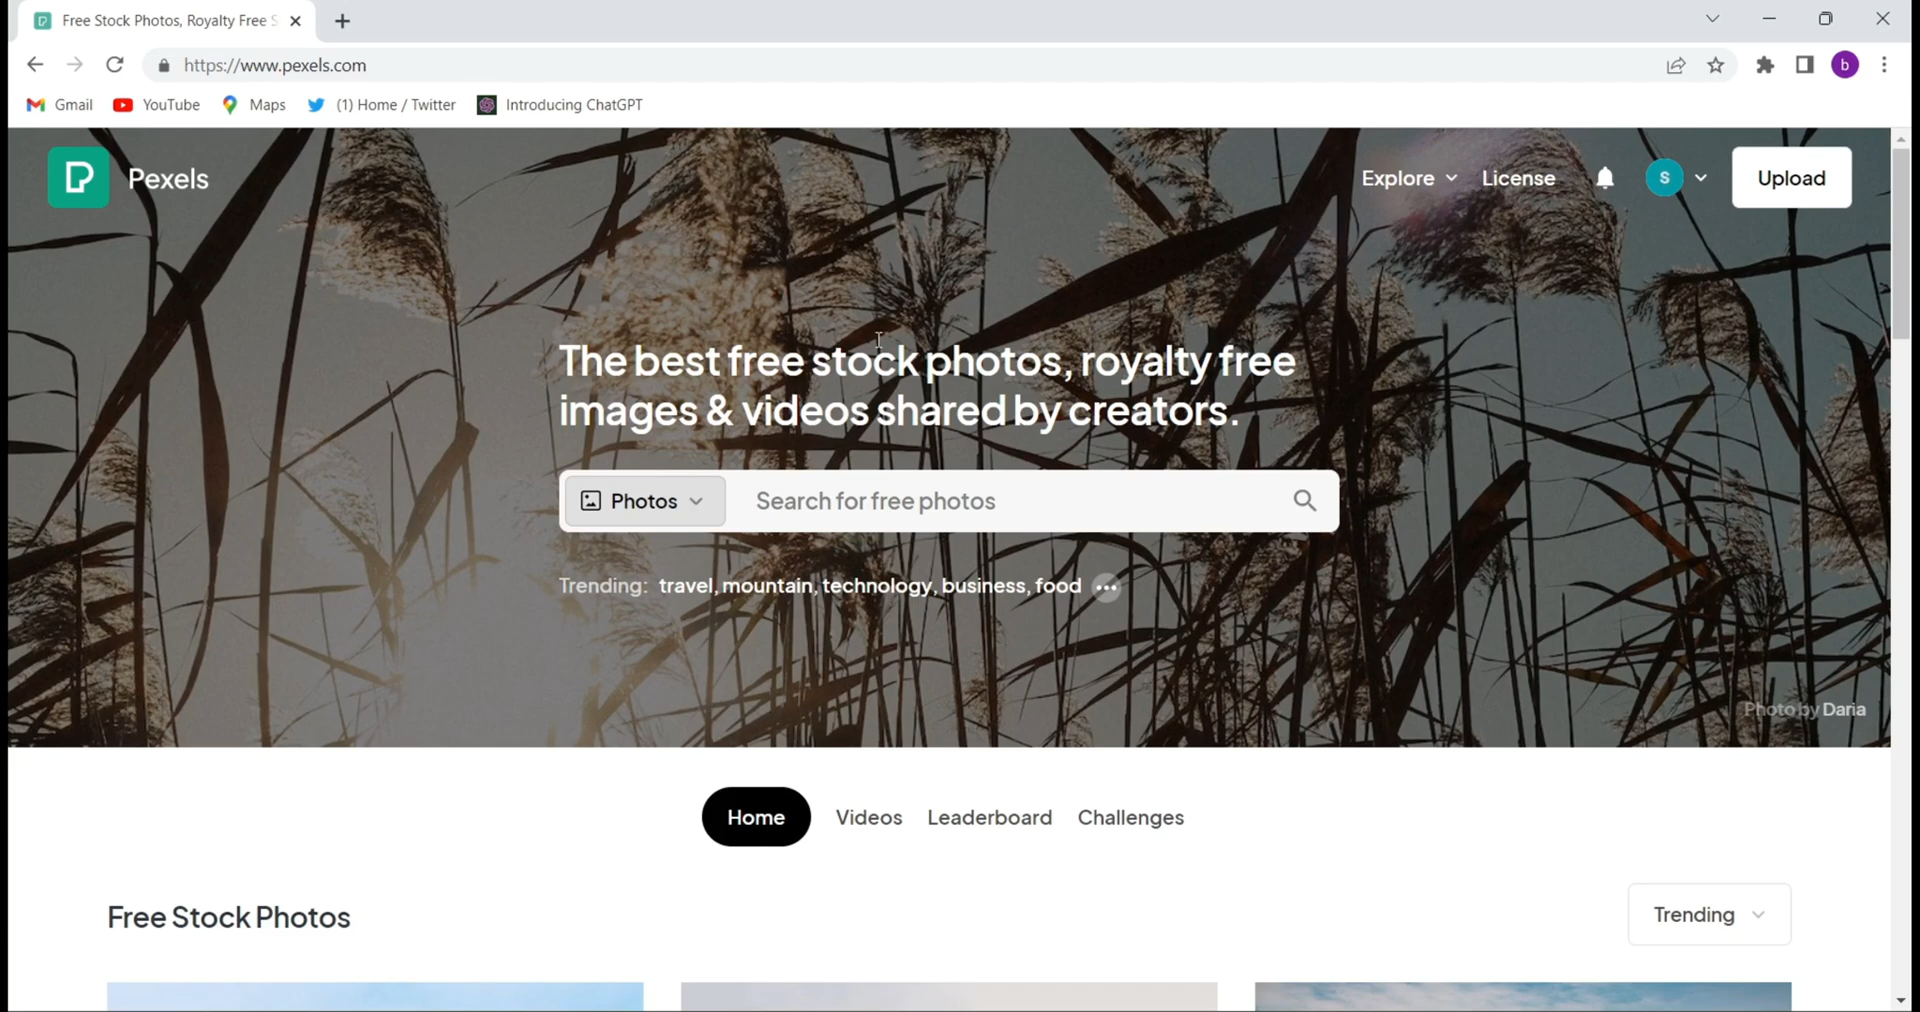 Free Stock Photos, Royalty Free S
https://www.pexels.com
b
Gmail YouTube Maps (1) Home / Twitter Introducing ChatGPT
Pexels
Explore License S Upload
The best free stock photos, royalty free
images & videos shared by creators.
Photos Search for free photos
Trending: travel, mountain, technology, business, food
Photo by Daria
Home Videos Leaderboard Challenges
Free Stock Photos
Trending